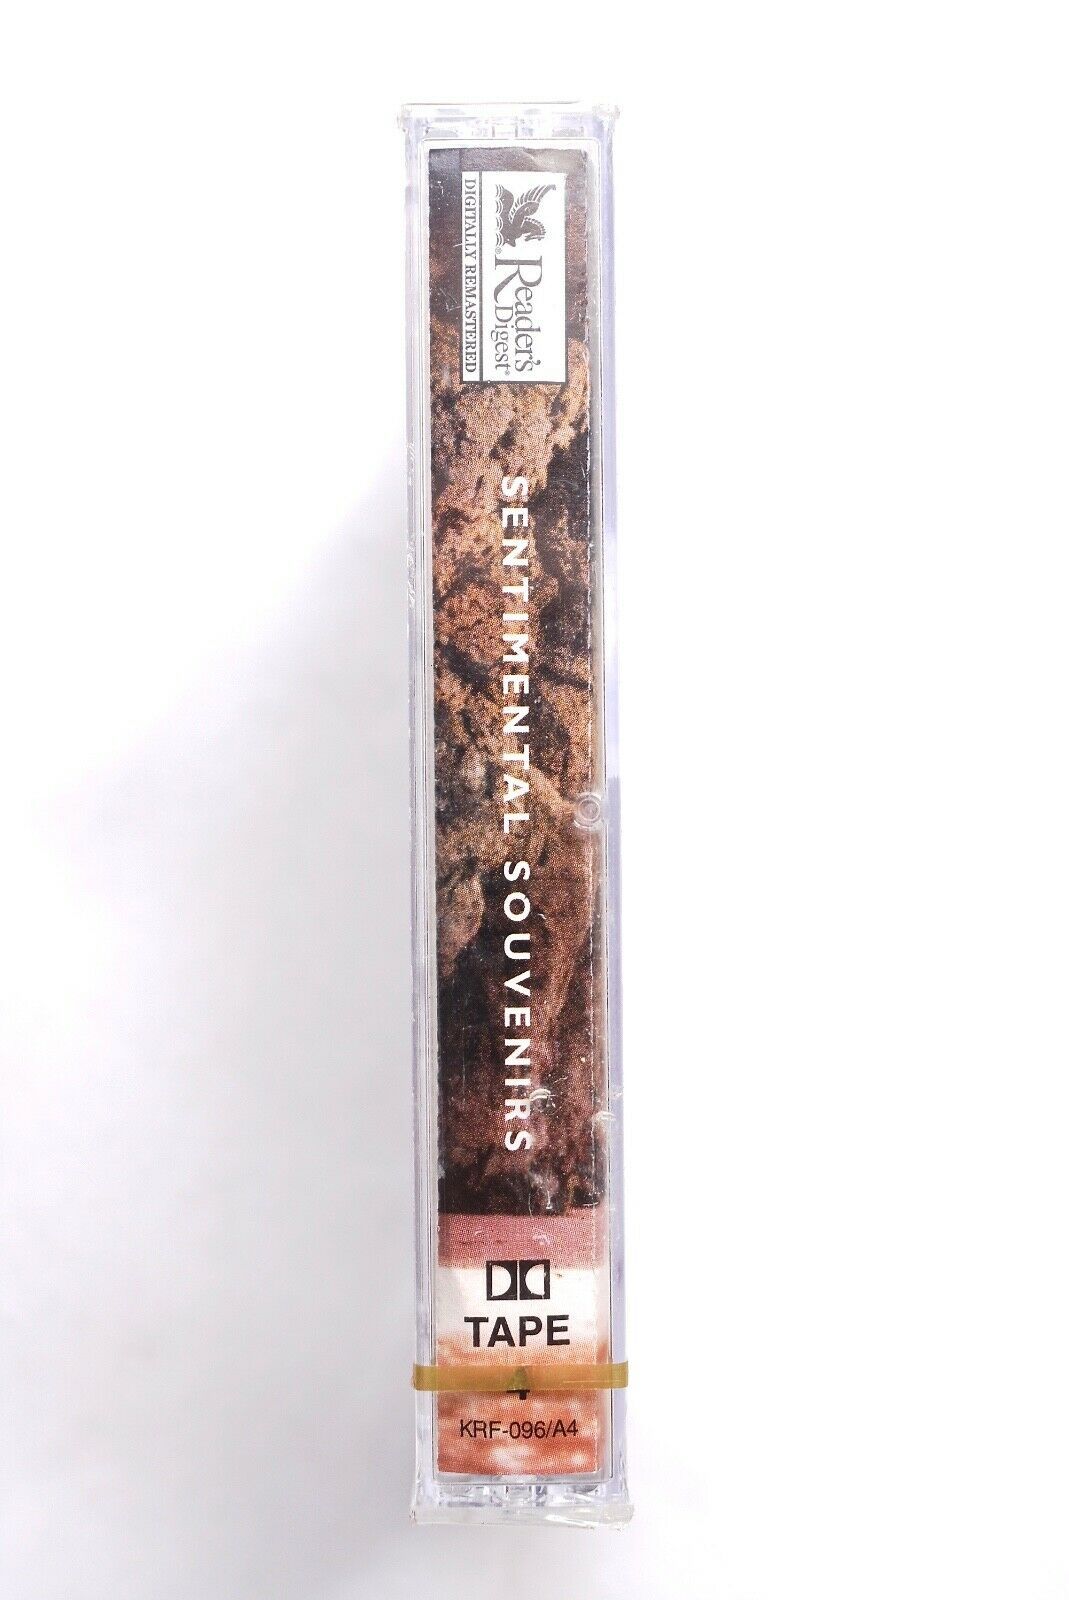 Reader's
Digest®
DIGITALLY REMASTERED
SENTIMENTAL SOUVENIRS
TAPE
4
KRF-096/A4